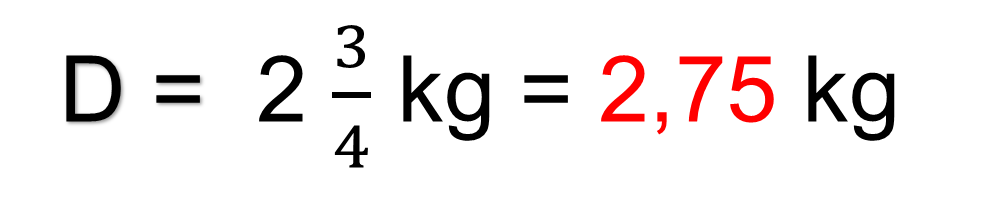 D = 2 3/4 kg = 2,75 kg